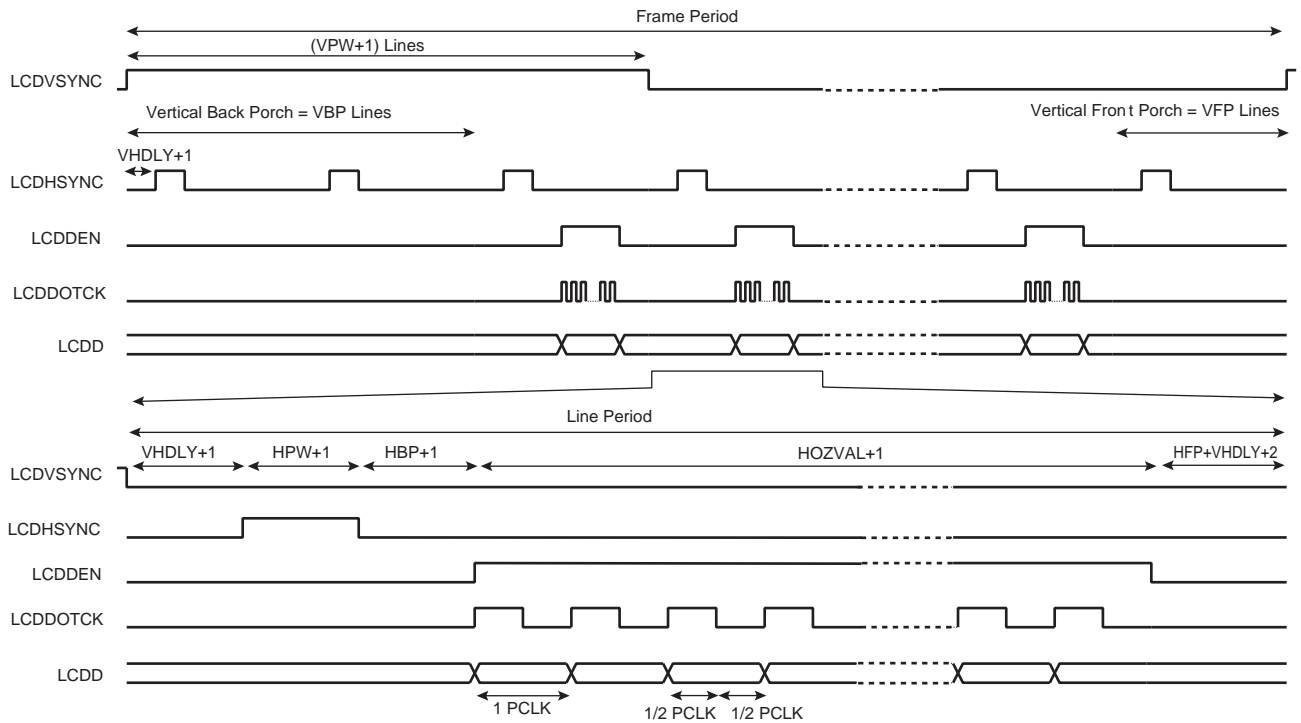 Frame Period
(VPW+1) Lines
LCDVSYNC
Vertical Back Porch = VBP Lines
Vertical Front Porch = VFP Lines
VHDLY+1
LCDHSYNC
LCDDEN
LCDDOTCK
LCDD
Line Period
VHDLY+1
HPW+1
HBP+1
HOZVAL+1
HFP+VHDLY+2
LCDVSYNC
LCDHSYNC
LCDDEN
LCDDOTCK
LCDD
1 PCLK
1/2 PCLK
1/2 PCLK